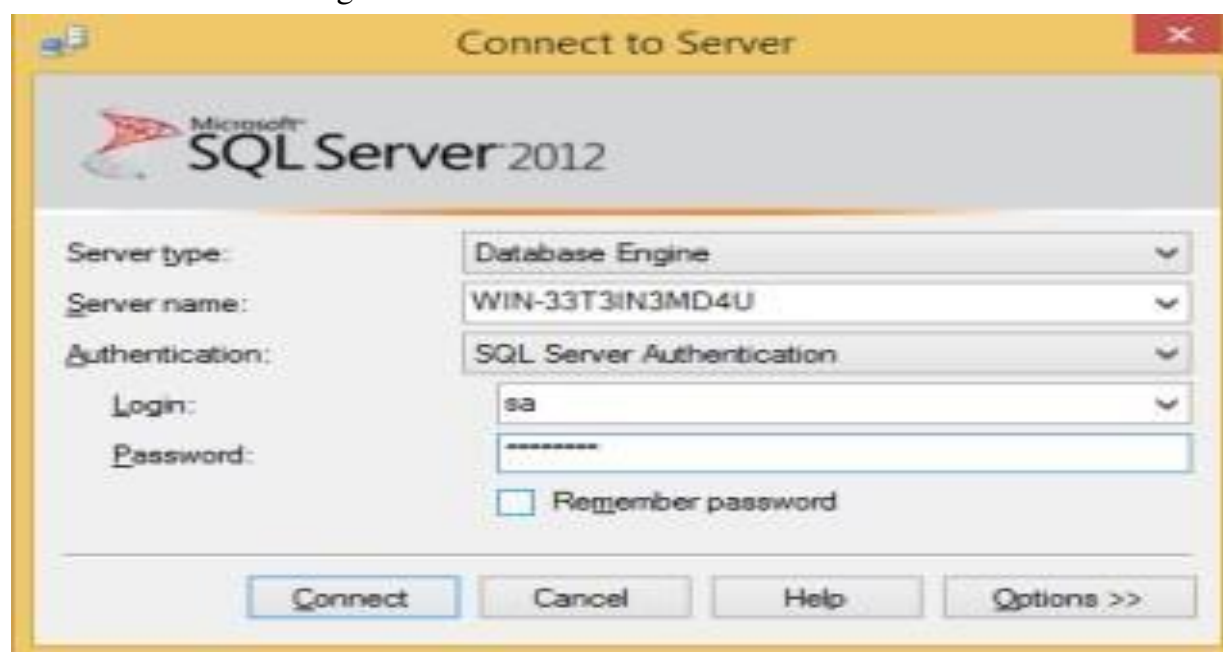 Connect to Server
Microsoft
SQL Server 2012
Server type: Database Engine
Server name: WIN-33T3IN3MD4U
Authentication: SQL Server Authentication
Login: sa
Password:
Remember password
Connect Cancel Help Options >>